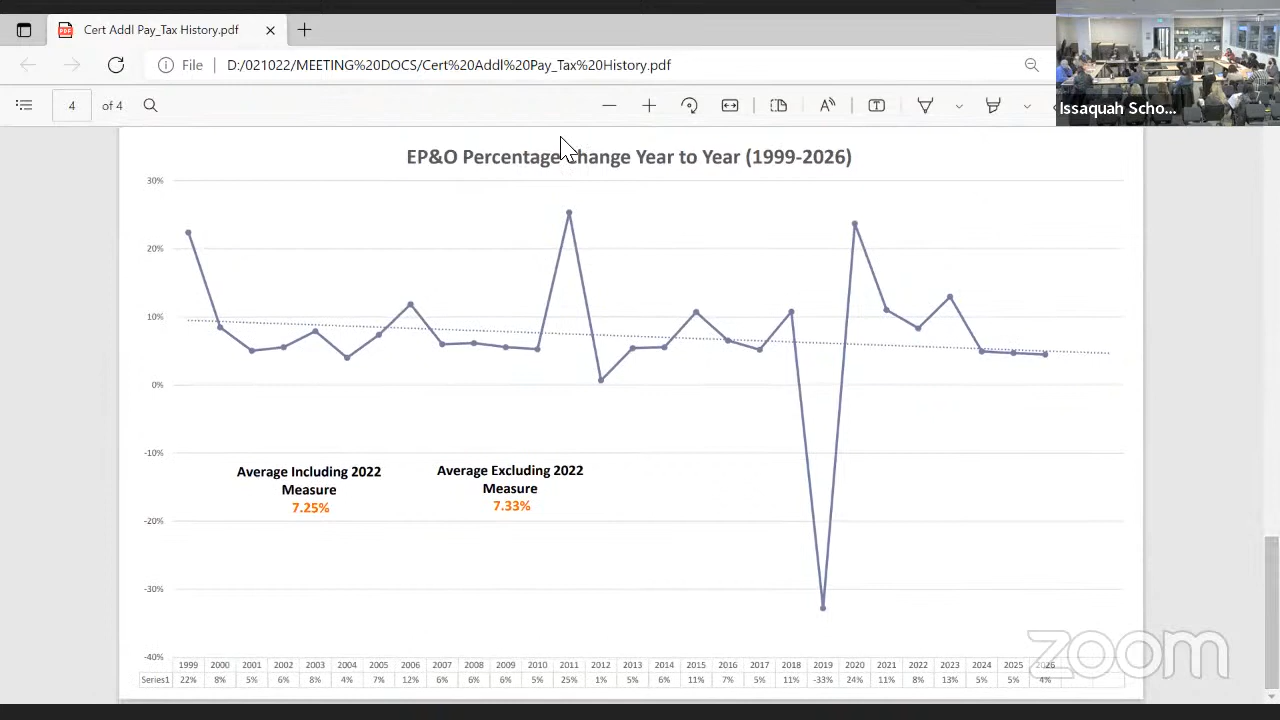 Cert Addl Pay_Tax History.pdf
File D:/021022/MEETING%20DOCS/Cert%20Addl%20Pay_Tax%20History.pdf
4 of 4
Issaquah Scho...
EP&O Percentage Change Year to Year (1999-2026)
30%
20%
10%
0%
-10%
-20%
-30%
-40%
Average Including 2022
Measure
7.25%
Average Excluding 2022
Measure
7.33%
1999 2000 2001 2002 2003 2004 2005 2006 2007 2008 2009 2010 2011 2012 2013 2014 2015 2016 2017 2018 2019 2020 2021 2022 2023 2024 2025 2026
Series1 22% 8% 5% 6% 8% 4% 7% 12% 6% 6% 6% 5% 25% 1% 5% 6% 11% 7% 5% 11% -33% 24% 11% 8% 13% 5% 5% 4%
zoom